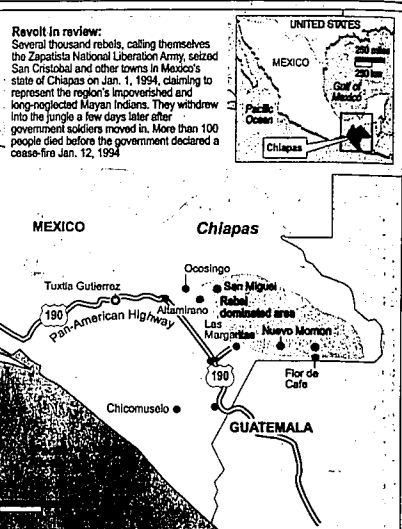 Revolt in review:
Several thousand rebels, calling themselves
the Zapatista National Liberation Army, seized
San Cristobal and other towns in Mexico's
state of Chiapas on Jan. 1, 1994, claiming to
represent the region's impoverished and
long-neglected Mayan Indians. They withdrew
into the jungle a few days later after
government soldiers moved in. More than 100
people died before the government declared a
cease-fire Jan. 12, 1994
UNITED STATES
250 miles
250 km
MEXICO
Gulf of
Mexico
Pacific
Ocean
Chiapas
MEXICO
Chiapas
Ocosingo
Tuxtla Gutierrez
San Miguel
Altamirano
Rebel
dominated area
190
Pan-American Highway
Las
Margaritas
Nuevo Momon
190
Flor de
Cafe
Chicomuselo
GUATEMALA